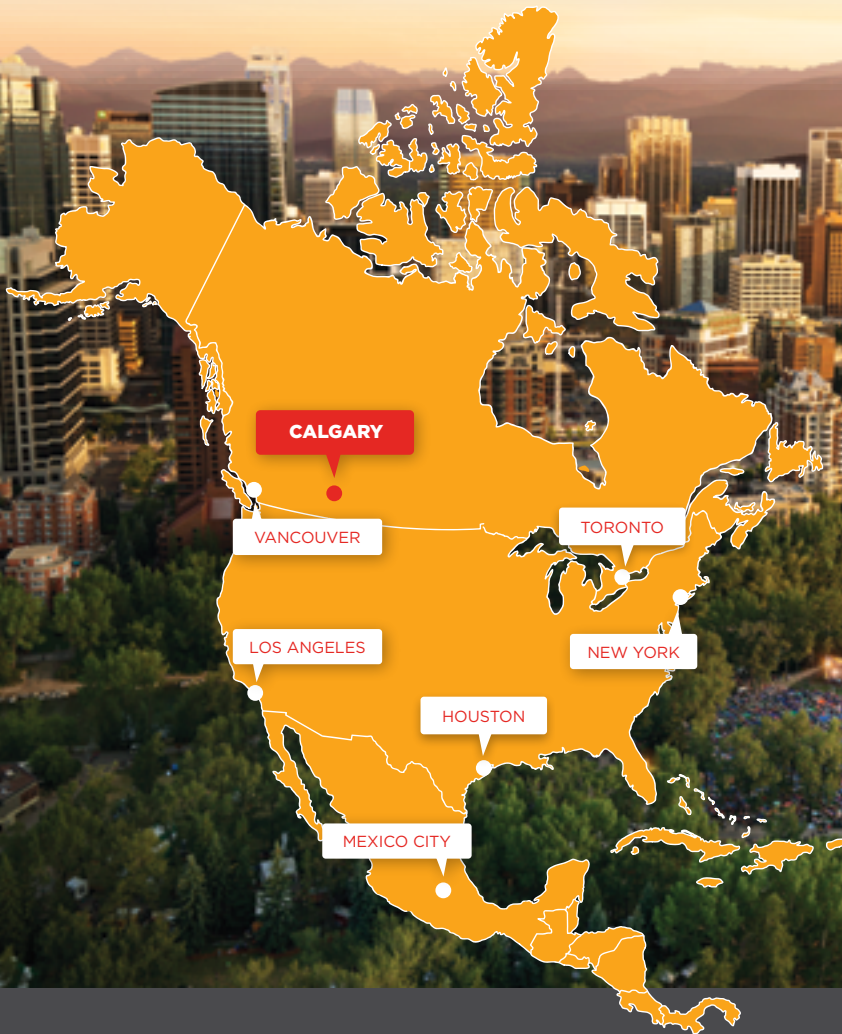 CALGARY
VANCOUVER
TORONTO
LOS ANGELES
NEW YORK
HOUSTON
MEXICO CITY